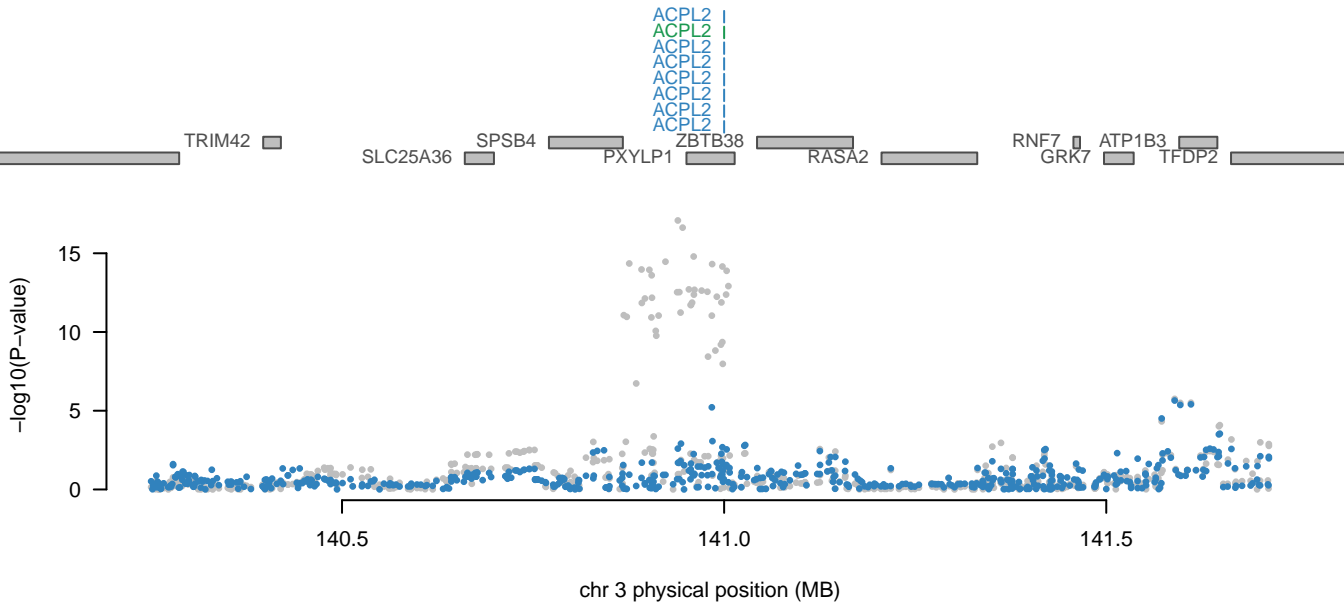 ACPL2
ACPL2
ACPL2
ACPL2
ACPL2
ACPL2
ACPL2
ACPL2
TRIM42 SPSB4 ZBTB38 RNF7 ATP1B3
SLC25A36 PXYLP1 RASA2 GRK7 TFDP2
15
10
5
0
−log10(P−value)
140.5 141.0 141.5
chr 3 physical position (MB)